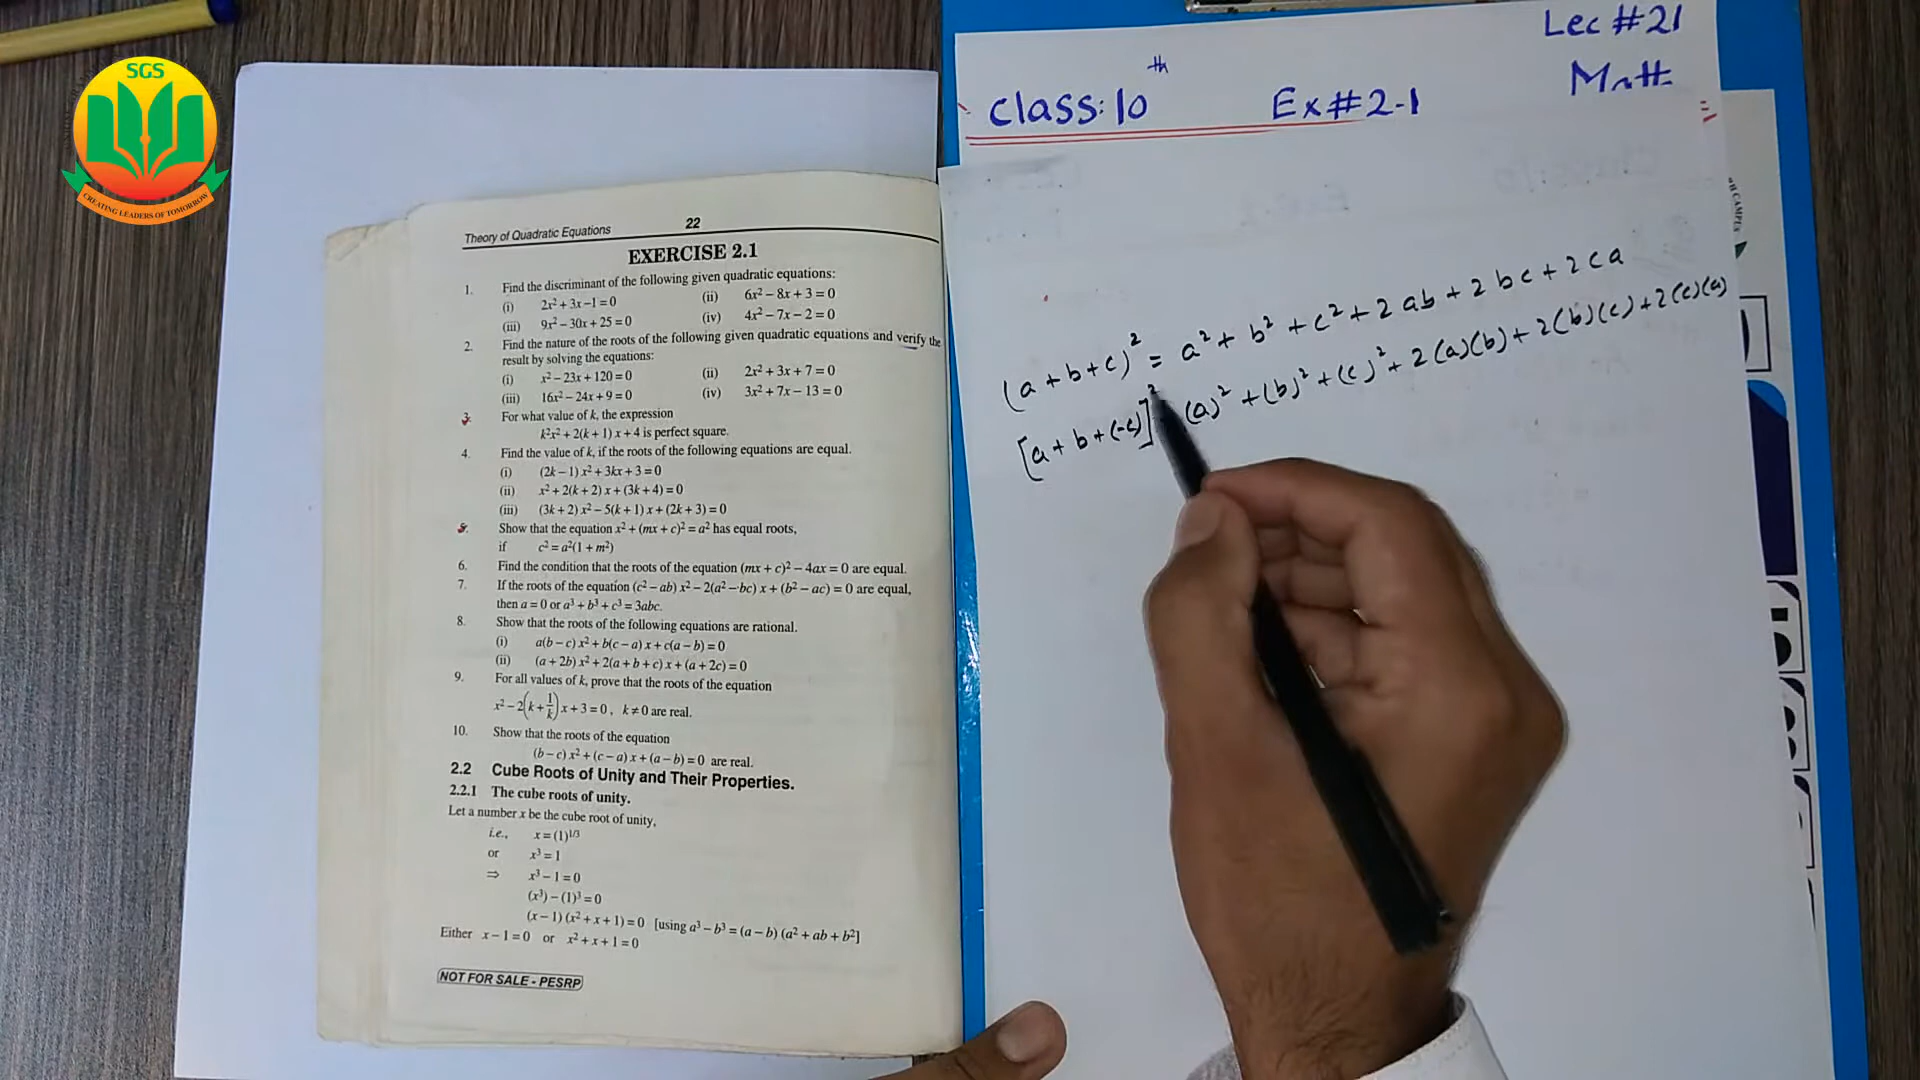 SGS
CREATING LEADERS OF TOMORROW
Theory of Quadratic Equations 22
EXERCISE 2.1
1. Find the discriminant of the following given quadratic equations:
(i) 2x² + 3x – 1 = 0 (ii) 6x² – 8x + 3 = 0
(iii) 9x² – 30x + 25 = 0 (iv) 4x² – 7x – 2 = 0
2. Find the nature of the roots of the following given quadratic equations and verify the
result by solving the equations:
(i) x² – 23x + 120 = 0 (ii) 2x² + 3x + 7 = 0
(iii) 16x² – 24x + 9 = 0 (iv) 3x² + 7x – 13 = 0
3. For what value of k, the expression
k²x² + 2(k + 1) x + 4 is perfect square.
4. Find the value of k, if the roots of the following equations are equal.
(i) (2k – 1) x² + 3kx + 3 = 0
(ii) x² + 2(k + 2) x + (3k + 4) = 0
(iii) (3k + 2) x² – 5(k + 1) x + (2k + 3) = 0
5. Show that the equation x² + (mx + c)² = a² has equal roots,
if c² = a²(1 + m²)
6. Find the condition that the roots of the equation (mx + c)² – 4ax = 0 are equal.
7. If the roots of the equation (c² – ab) x² – 2(a² – bc) x + (b² – ac) = 0 are equal,
then a = 0 or a³ + b³ + c³ = 3abc.
8. Show that the roots of the following equations are rational.
(i) a(b – c) x² + b(c – a) x + c(a – b) = 0
(ii) (a + 2b) x² + 2(a + b + c) x + (a + 2c) = 0
9. For all values of k, prove that the roots of the equation
x² – 2(k + 1/k) x + 3 = 0 , k ≠ 0 are real.
10. Show that the roots of the equation
(b – c) x² + (c – a) x + (a – b) = 0 are real.
2.2 Cube Roots of Unity and Their Properties.
2.2.1 The cube roots of unity.
Let a number x be the cube root of unity,
i.e., x = (1)^1/3
or x³ = 1
⇒ x³ – 1 = 0
(x³) – (1)³ = 0
(x – 1) (x² + x + 1) = 0 [using a³ – b³ = (a – b) (a² + ab + b²]
Either x – 1 = 0 or x² + x + 1 = 0
NOT FOR SALE - PESRP
Lec #21
Math
Class: 10th Ex# 2-1
(a + b + c)² = a² + b² + c² + 2ab + 2bc + 2ca
[a + b + (-c)]² (a)² + (b)² + (c)² + 2(a)(b) + 2(b)(c) + 2(c)(a)